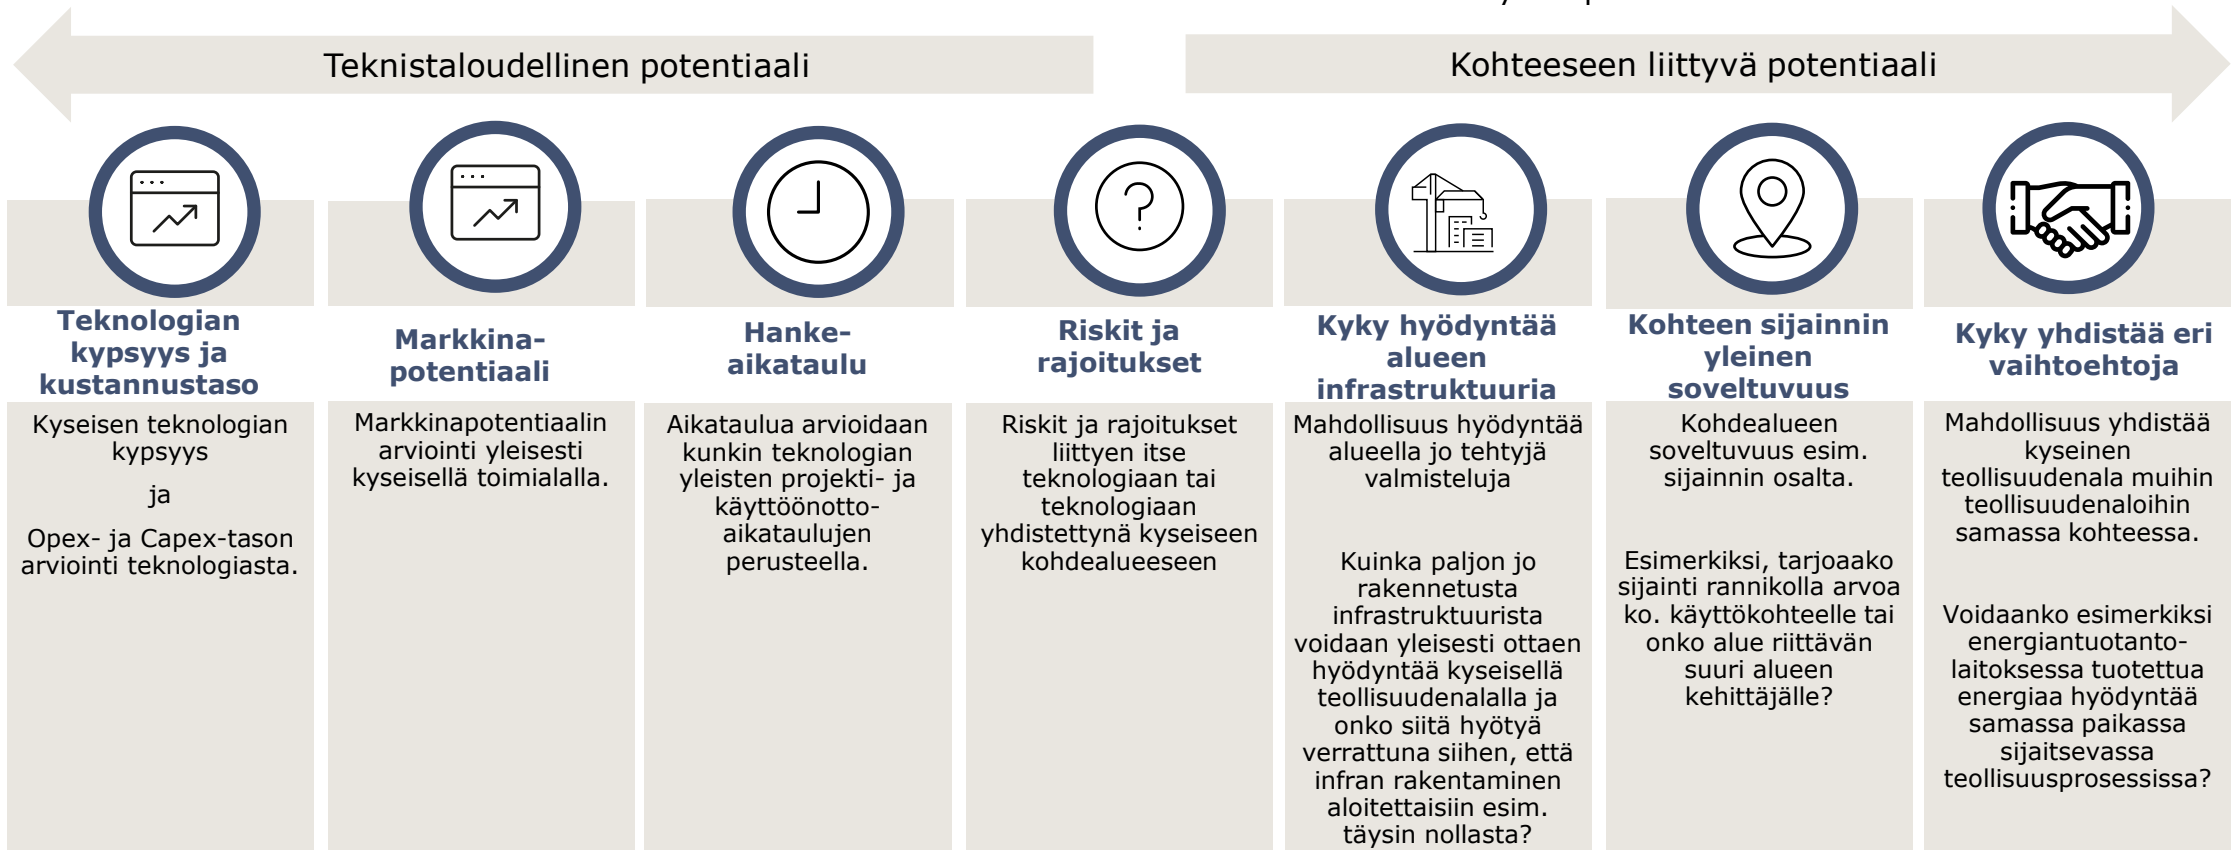 Teknistaloudellinen potentiaali
Kohteeseen liittyvä potentiaali
Teknologian
kypsyys ja
kustannustaso
Kyseisen teknologian
kypsyys
ja
Opex- ja Capex-tason
arviointi teknologiasta.
Markkina-
potentiaali
Markkinapotentiaalin
arviointi yleisesti
kyseisellä toimialalla.
Hanke-
aikataulu
Aikataulua arvioidaan
kunkin teknologian
yleisten projekti- ja
käyttöönotto-
aikataulujen
perusteella.
Riskit ja
rajoitukset
Riskit ja rajoitukset
liittyen itse
teknologiaan tai
teknologiaan
yhdistettynä kyseiseen
kohdealueeseen
Kyky hyödyntää
alueen
infrastruktuuria
Mahdollisuus hyödyntää
alueella jo tehtyjä
valmisteluja
Kuinka paljon jo
rakennetusta
infrastruktuurista
voidaan yleisesti ottaen
hyödyntää kyseisellä
teollisuudenalalla ja
onko siitä hyötyä
verrattuna siihen, että
infran rakentaminen
aloitettaisiin esim.
täysin nollasta?
Kohteen sijainnin
yleinen
soveltuvuus
Kohdealueen
soveltuvuus esim.
sijainnin osalta.
Esimerkiksi, tarjoaako
sijainti rannikolla arvoa
ko. käyttökohteelle tai
onko alue riittävän
suuri alueen
kehittäjälle?
Kyky yhdistää eri
vaihtoehtoja
Mahdollisuus yhdistää
kyseinen
teollisuudenala muihin
teollisuudenaloihin
samassa kohteessa.
Voidaanko esimerkiksi
energiantuotanto-
laitoksessa tuotettua
energiaa hyödyntää
samassa paikassa
sijaitsevassa
teollisuusprosessissa?